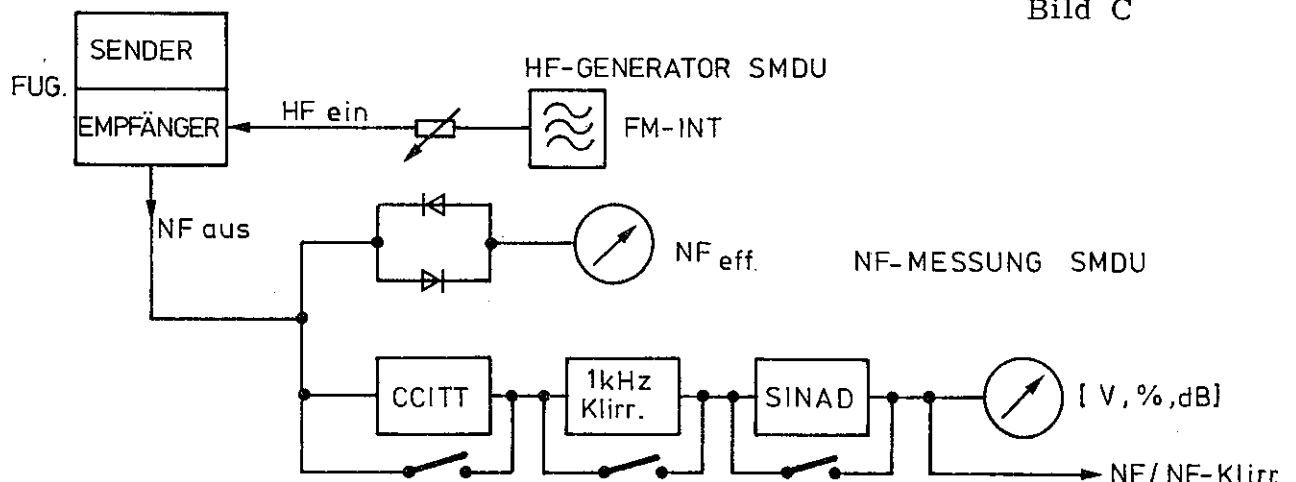 Bild C
SENDER
FUG.
EMPFÄNGER
HF ein
HF-GENERATOR SMDU
FM-INT
NF aus
NF eff.
NF-MESSUNG SMDU
CCITT
1kHz
Klirr.
SINAD
[ V, %, dB]
NF/NF-Klirr